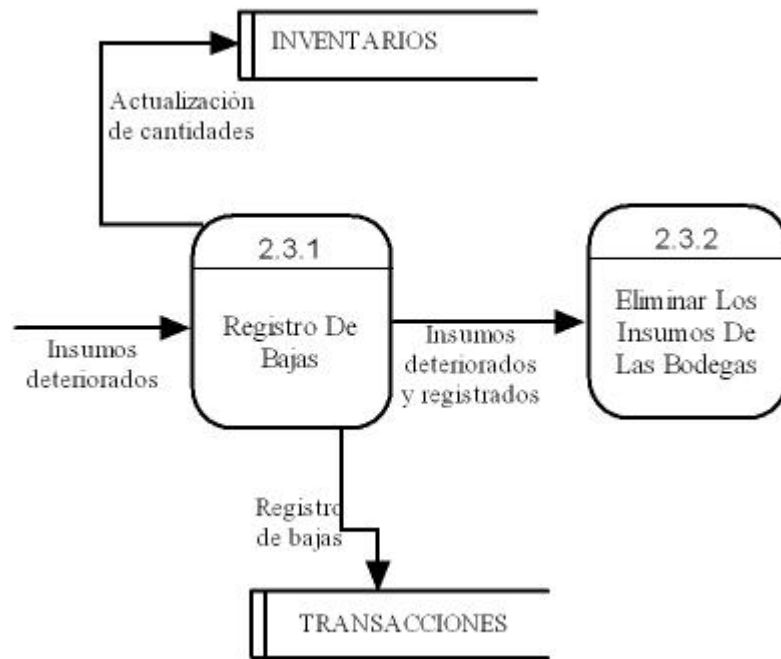 INVENTARIOS
Actualización
de cantidades
2.3.1
Registro De
Bajas
Insumos
deteriorados
Insumos
deteriorados
y registrados
2.3.2
Eliminar Los
Insumos De
Las Bodegas
Registro
de bajas
TRANSACCIONES